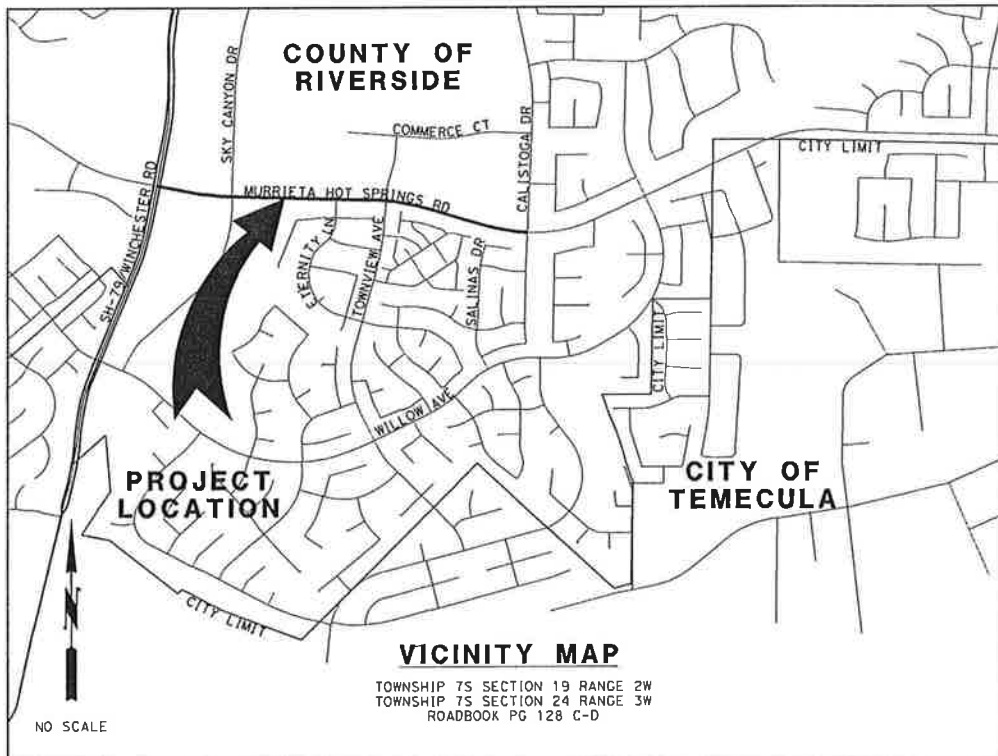 COUNTY OF
RIVERSIDE
SKY CANYON DR
COMMERCE CT
CALISTOGA DR
CITY LIMIT
SH-79/WINCHESTER RD
MURRIETA HOT SPRINGS RD
ETERNITY LN
TOWNVIEW AVE
SALINAS DR
CITY LIMIT
WILLOW AVE
PROJECT
LOCATION
CITY OF
TEMECULA
N
CITY LIMIT
VICINITY MAP
TOWNSHIP 7S SECTION 19 RANGE 2W
TOWNSHIP 7S SECTION 24 RANGE 3W
ROADBOOK PG 128 C-D
NO SCALE